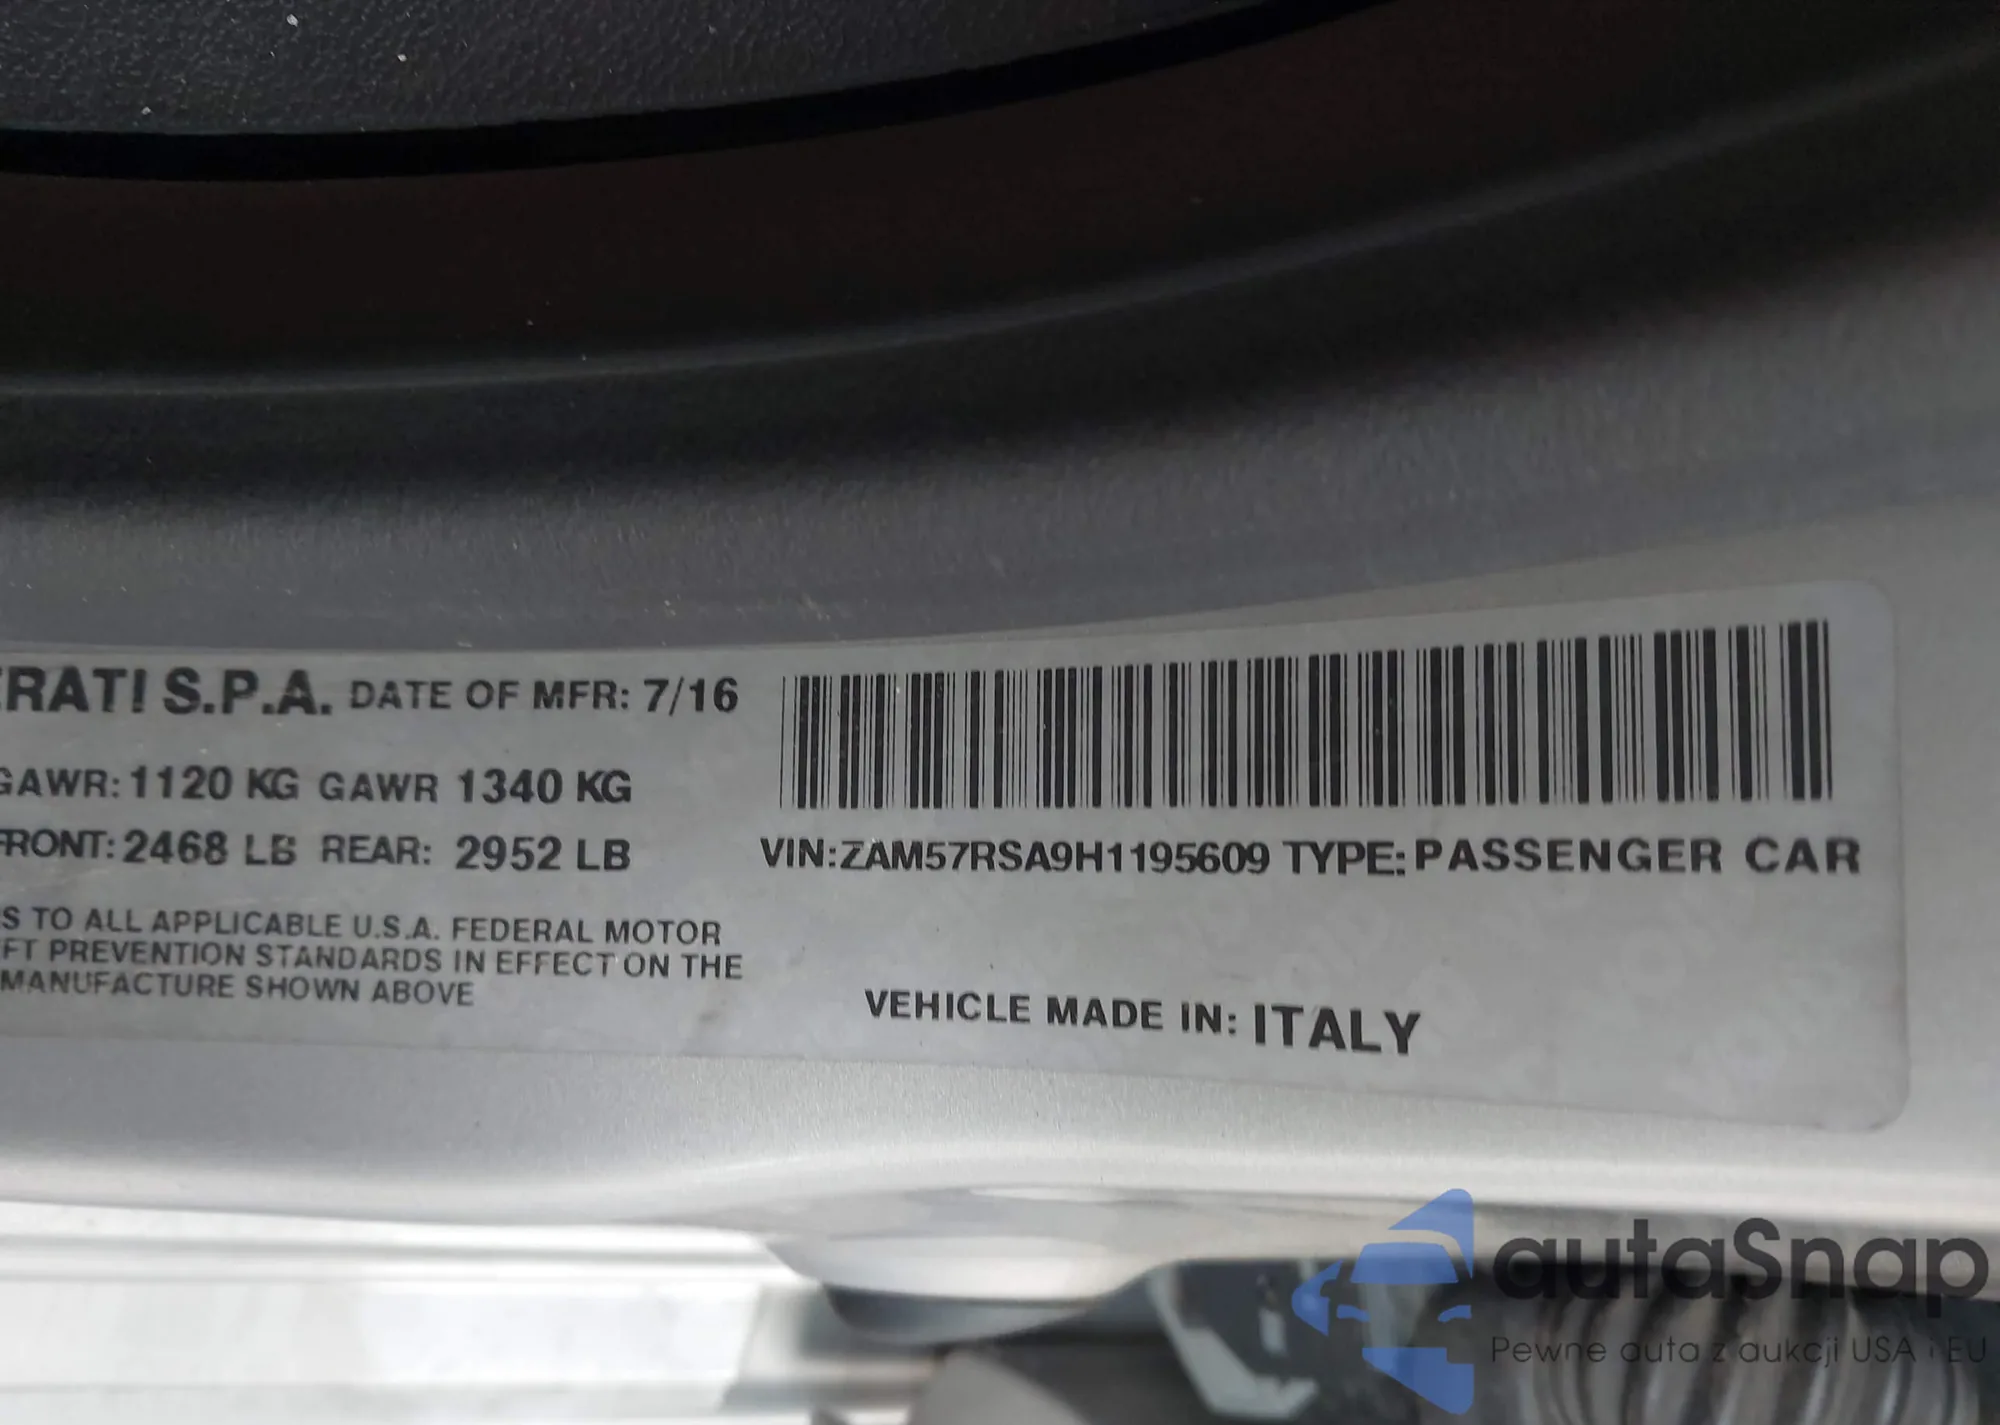 ERATI S.P.A. DATE OF MFR: 7/16
GAWR: 1120 KG GAWR 1340 KG
FRONT: 2468 LB REAR: 2952 LB
S TO ALL APPLICABLE U.S.A. FEDERAL MOTOR
FT PREVENTION STANDARDS IN EFFECT ON THE
MANUFACTURE SHOWN ABOVE
VIN:ZAM57RSA9H1195609 TYPE: PASSENGER CAR
VEHICLE MADE IN: ITALY
autaSnap
Pewne auta z aukcji USA i EU